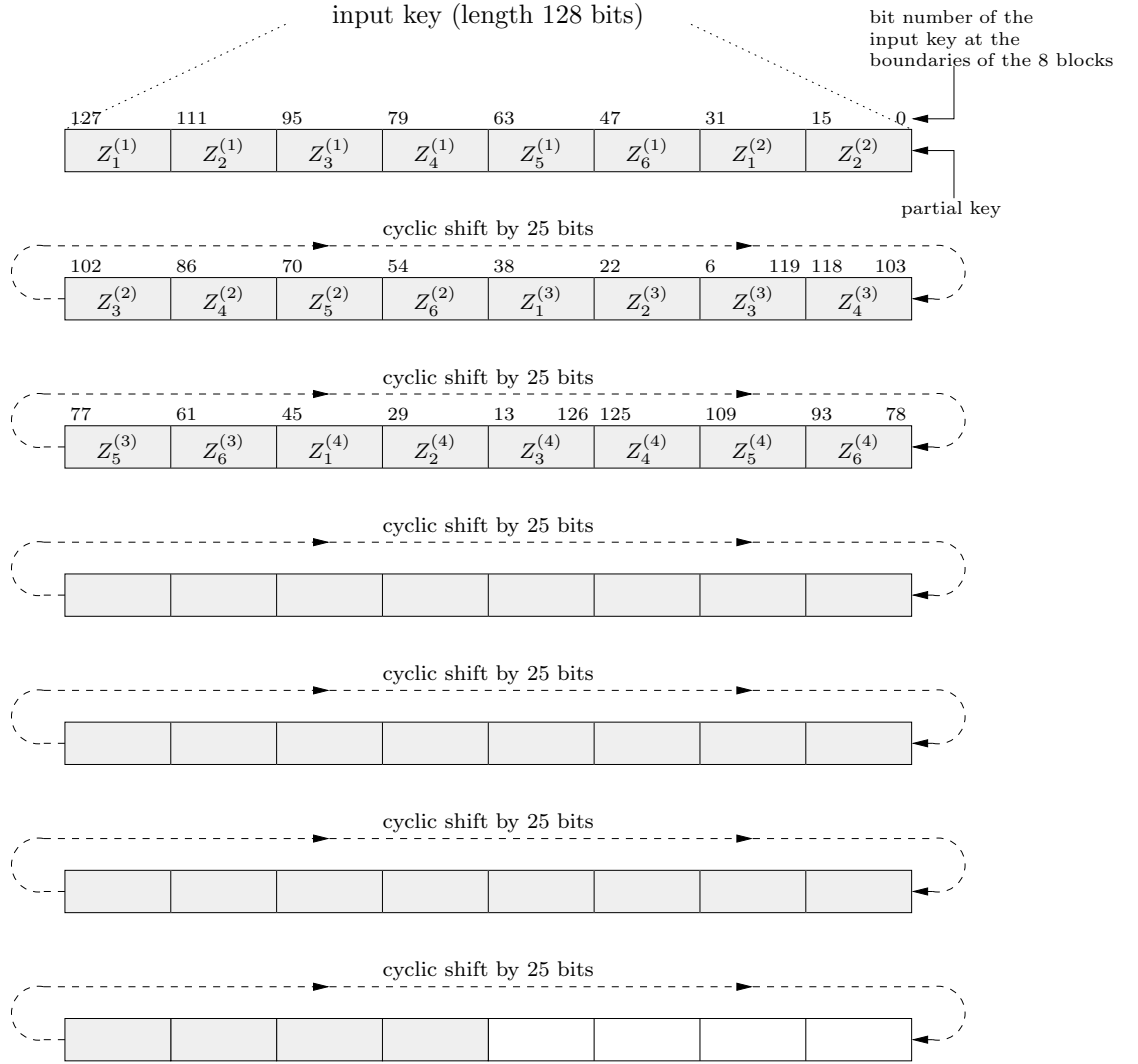 input key (length 128 bits)
bit number of the
input key at the
boundaries of the 8 blocks
127 111 95 79 63 47 31 15 0
Z_1^{(1)} Z_2^{(1)} Z_3^{(1)} Z_4^{(1)} Z_5^{(1)} Z_6^{(1)} Z_1^{(2)} Z_2^{(2)}
partial key
cyclic shift by 25 bits
102 86 70 54 38 22 6 119 118 103
Z_3^{(2)} Z_4^{(2)} Z_5^{(2)} Z_6^{(2)} Z_1^{(3)} Z_2^{(3)} Z_3^{(3)} Z_4^{(3)}
cyclic shift by 25 bits
77 61 45 29 13 126 125 109 93 78
Z_5^{(3)} Z_6^{(3)} Z_1^{(4)} Z_2^{(4)} Z_3^{(4)} Z_4^{(4)} Z_5^{(4)} Z_6^{(4)}
cyclic shift by 25 bits
cyclic shift by 25 bits
cyclic shift by 25 bits
cyclic shift by 25 bits